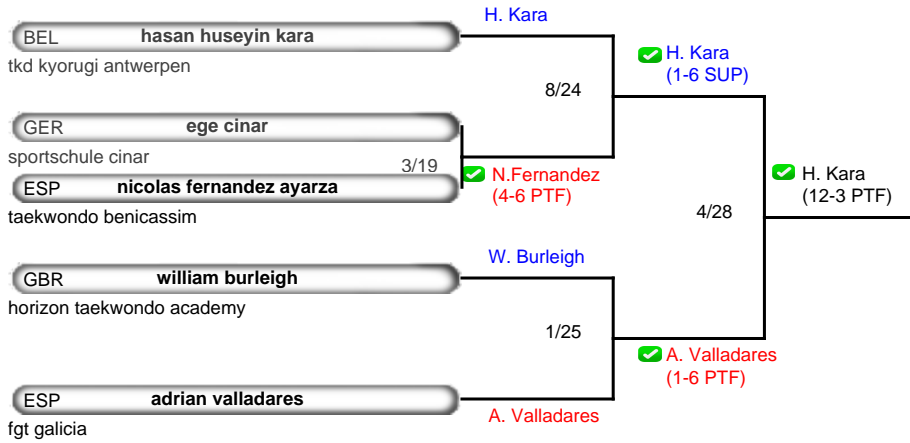 H. Kara
BEL hasan huseyin kara
tkd kyorugi antwerpen
H. Kara
(1-6 SUP)
8/24
GER ege cinar
sportschule cinar
3/19
N.Fernandez
(4-6 PTF)
ESP nicolas fernandez ayarza
taekwondo benicassim
H. Kara
(12-3 PTF)
4/28
W. Burleigh
GBR william burleigh
horizon taekwondo academy
1/25
A. Valladares
(1-6 PTF)
ESP adrian valladares
A. Valladares
fgt galicia